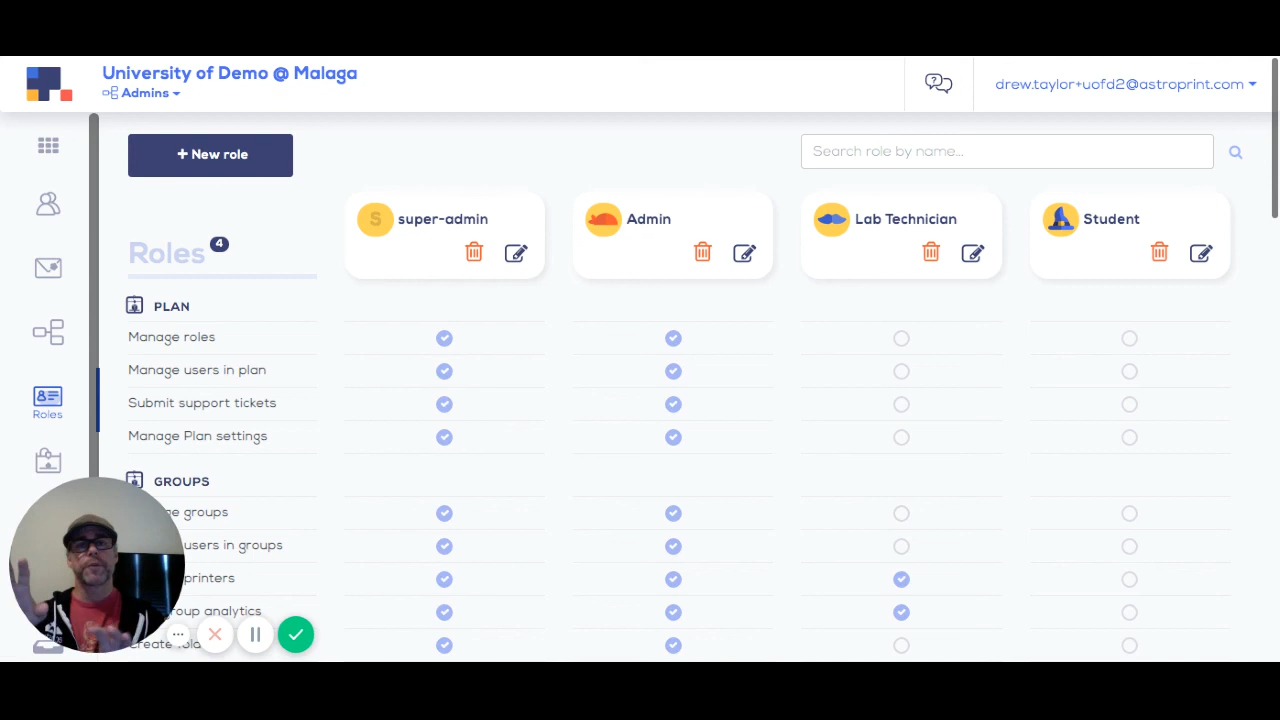 University of Demo @ Malaga
Admins
drew.taylor+uofd2@astroprint.com
+ New role
Search role by name...
Roles 4
S super-admin
Admin
Lab Technician
Student
PLAN
Manage roles
Manage users in plan
Submit support tickets
Manage Plan settings
Roles
GROUPS
groups
users in groups
printers
group analytics